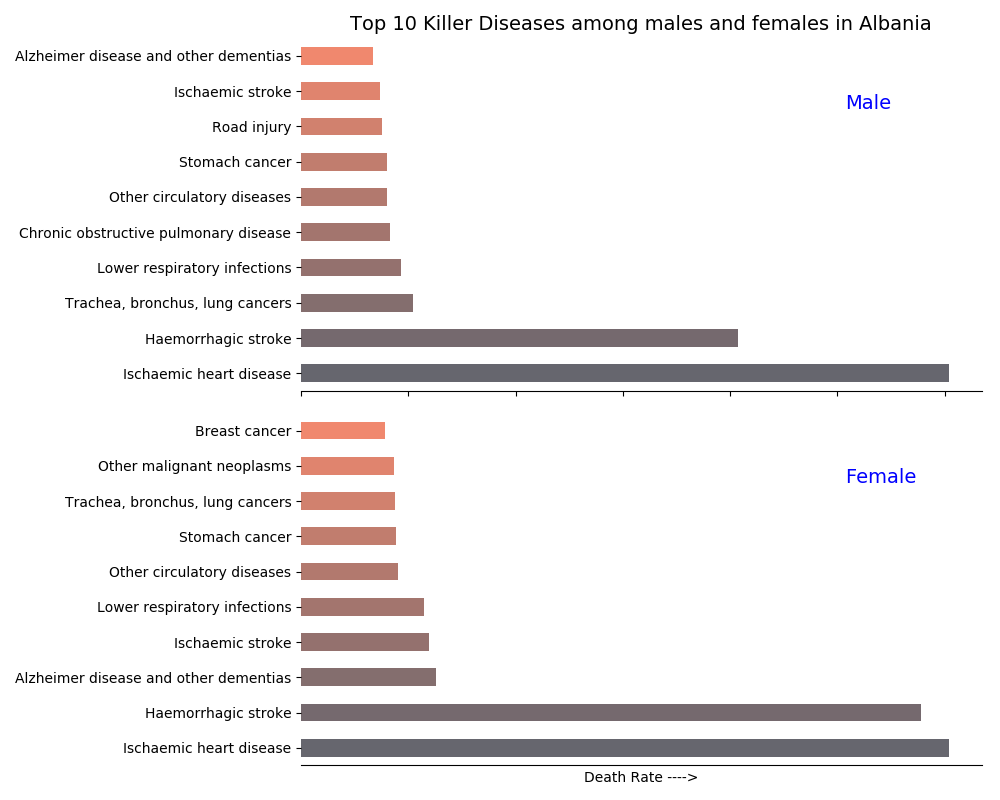 Top 10 Killer Diseases among males and females in Albania
Alzheimer disease and other dementias
Ischaemic stroke
Male
Road injury
Stomach cancer
Other circulatory diseases
Chronic obstructive pulmonary disease
Lower respiratory infections
Trachea, bronchus, lung cancers
Haemorrhagic stroke
Ischaemic heart disease
Breast cancer
Other malignant neoplasms
Female
Trachea, bronchus, lung cancers
Stomach cancer
Other circulatory diseases
Lower respiratory infections
Ischaemic stroke
Alzheimer disease and other dementias
Haemorrhagic stroke
Ischaemic heart disease
Death Rate ---->